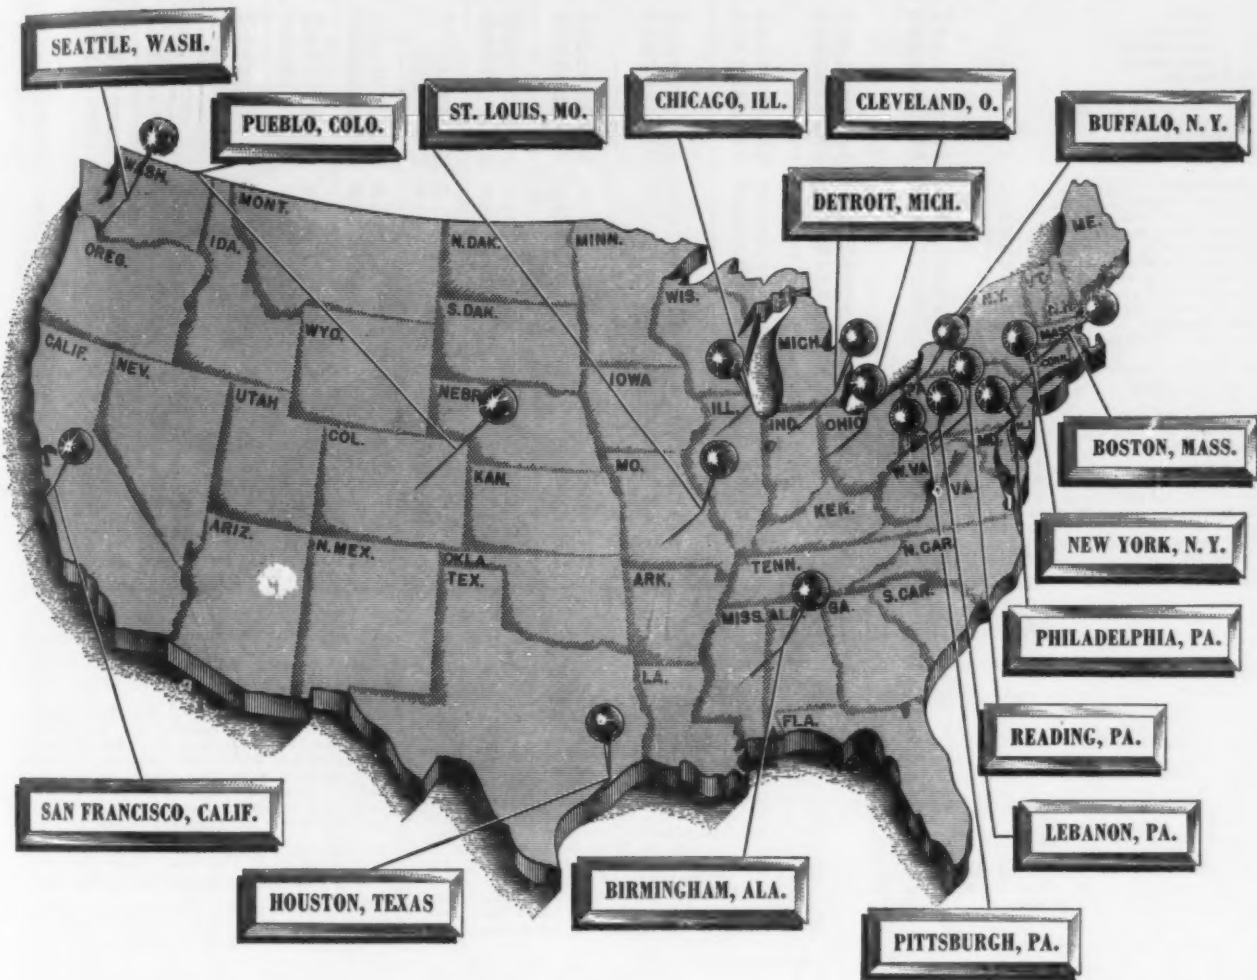 SEATTLE, WASH.
PUEBLO, COLO.
ST. LOUIS, MO.
CHICAGO, ILL.
CLEVELAND, O.
BUFFALO, N. Y.
DETROIT, MICH.
WASH.
MONT.
N. DAK.
MINN.
ME.
OREG.
IDA.
WIS.
N.Y.
S. DAK.
WYO.
MICH.
MASS
CONN.
CALIF.
NEV.
UTAH
NEBR
IOWA
ILL.
IND.
OHIO
PA
COL.
KAN.
MO.
W. VA
VA.
MD.
BOSTON, MASS.
KEN.
ARIZ.
N. MEX.
OKLA.
TEX.
ARK.
TENN.
N. CAR.
S. CAR.
MISS.
ALA.
GA.
LA.
FLA.
NEW YORK, N. Y.
PHILADELPHIA, PA.
READING, PA.
LEBANON, PA.
SAN FRANCISCO, CALIF.
HOUSTON, TEXAS
BIRMINGHAM, ALA.
PITTSBURGH, PA.